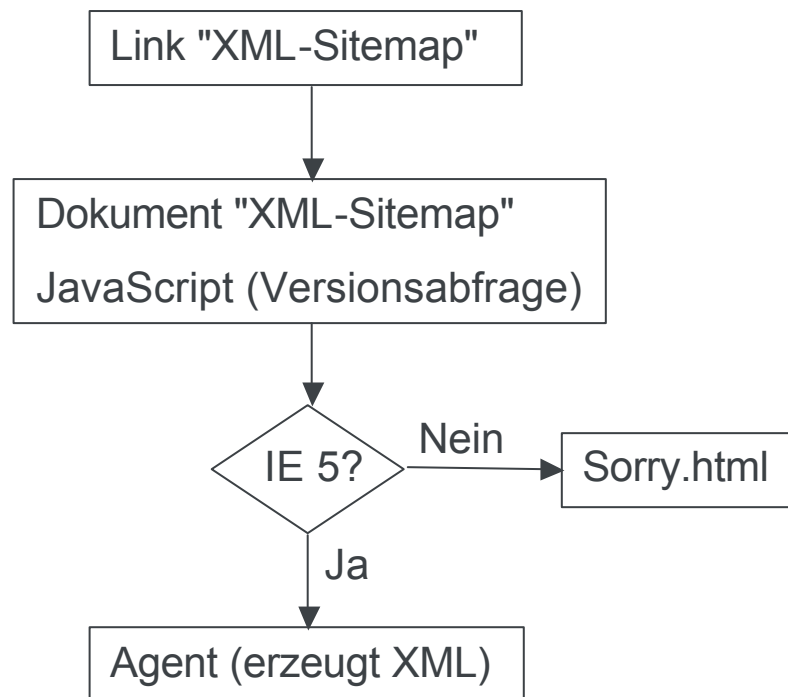 Link "XML-Sitemap"
Dokument "XML-Sitemap"
JavaScript (Versionsabfrage)
IE 5?
Nein
Sorry.html
Ja
Agent (erzeugt XML)